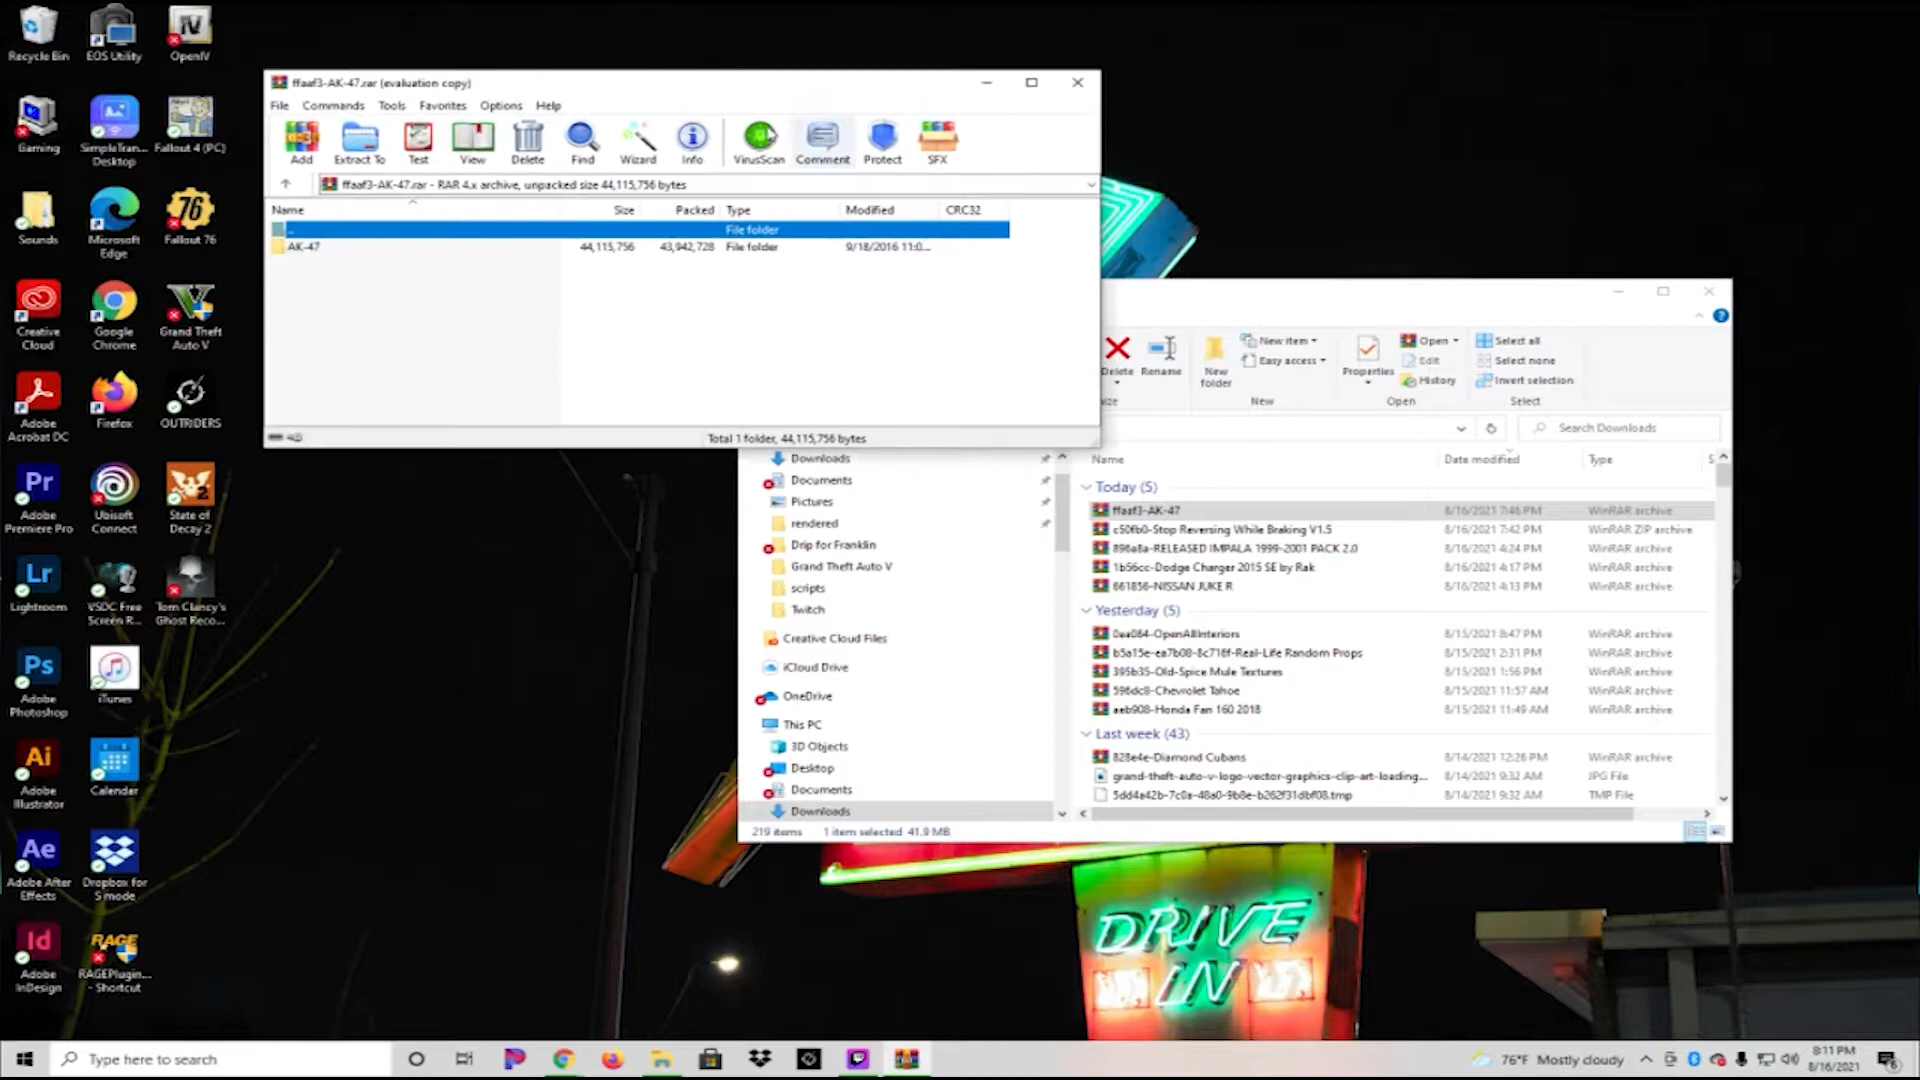 Recycle Bin
EOS Utility
OpenIV
Gaming
SimpleTran... Desktop
Fallout 4 (PC)
Sounds
Microsoft Edge
Fallout 76
Creative Cloud
Google Chrome
Grand Theft Auto V
Adobe Acrobat DC
Firefox
OUTRIDERS
Adobe Premiere Pro
Ubisoft Connect
State of Decay 2
Lightroom
VSDC Free Screen R...
Tom Clancy's Ghost Reco...
Adobe Photoshop
iTunes
Adobe Illustrator
Calendar
Adobe After Effects
Dropbox for S mode
Adobe InDesign
RAGEPlugin... - Shortcut
ffaaf3-AK-47.rar (evaluation copy)
File Commands Tools Favorites Options Help
Add Extract To Test View Delete Find Wizard Info VirusScan Comment Protect SFX
ffaaf3-AK-47.rar - RAR 4.x archive, unpacked size 44,115,756 bytes
Name Size Packed Type Modified CRC32
.. File folder
AK-47 44,115,756 43,942,728 File folder 9/18/2016 11:0...
Total 1 folder, 44,115,756 bytes
Delete Rename New folder New item Easy access Properties Open Edit History Select all Select none Invert selection
New Open Select
Search Downloads
Downloads
Documents
Pictures
rendered
Drip for Franklin
Grand Theft Auto V
scripts
Twitch
Creative Cloud Files
iCloud Drive
OneDrive
This PC
3D Objects
Desktop
Documents
Downloads
Name Date modified Type S
Today (5)
ffaaf3-AK-47 8/16/2021 7:46 PM WinRAR archive
c50fb0-Stop Reversing While Braking V1.5 8/16/2021 7:42 PM WinRAR ZIP archive
896a8a-RELEASED IMPALA 1999-2001 PACK 2.0 8/16/2021 4:24 PM WinRAR archive
1b56cc-Dodge Charger 2015 SE by Rak 8/16/2021 4:17 PM WinRAR archive
661856-NISSAN JUKE R 8/16/2021 4:13 PM WinRAR archive
Yesterday (5)
0ea084-OpenAllInteriors 8/15/2021 8:47 PM WinRAR archive
b5a15e-ea7b08-8c716f-Real-Life Random Props 8/15/2021 2:31 PM WinRAR archive
395b35-Old-Spice Mule Textures 8/15/2021 1:56 PM WinRAR archive
596dc8-Chevrolet Tahoe 8/15/2021 11:57 AM WinRAR archive
aeb908-Honda Fan 160 2018 8/15/2021 11:49 AM WinRAR archive
Last week (43)
828e4e-Diamond Cubans 8/14/2021 12:26 PM WinRAR archive
grand-theft-auto-v-logo-vector-graphics-clip-art-loading... 8/14/2021 9:32 AM JPG File
5dd4a42b-7c0a-48a0-9b8e-b262f31dbf08.tmp 8/14/2021 9:32 AM TMP File
219 items 1 item selected 41.9 MB
DRIVE
IN
Type here to search
76°F Mostly cloudy
8:11 PM
8/16/2021